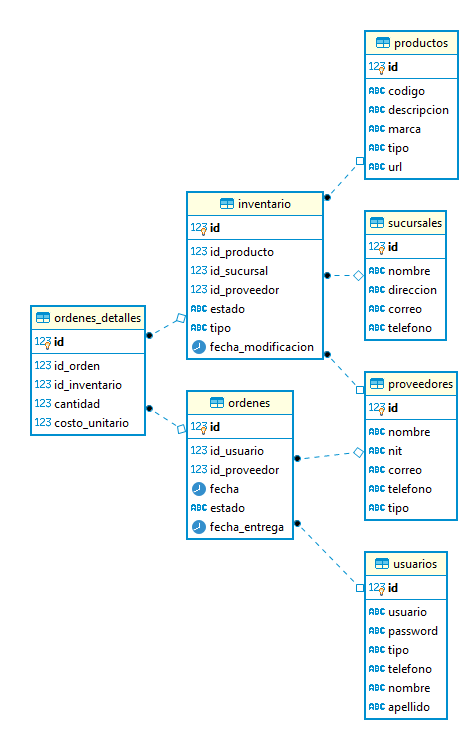 productos
123 id
ABC codigo
ABC descripcion
ABC marca
ABC tipo
ABC url
inventario
123 id
123 id_producto
123 id_sucursal
123 id_proveedor
ABC estado
ABC tipo
fecha_modificacion
sucursales
123 id
ABC nombre
ABC direccion
ABC correo
ABC telefono
ordenes_detalles
123 id
123 id_orden
123 id_inventario
123 cantidad
123 costo_unitario
ordenes
123 id
123 id_usuario
123 id_proveedor
fecha
ABC estado
fecha_entrega
proveedores
123 id
ABC nombre
ABC nit
ABC correo
ABC telefono
ABC tipo
usuarios
123 id
ABC usuario
ABC password
ABC tipo
ABC telefono
ABC nombre
ABC apellido